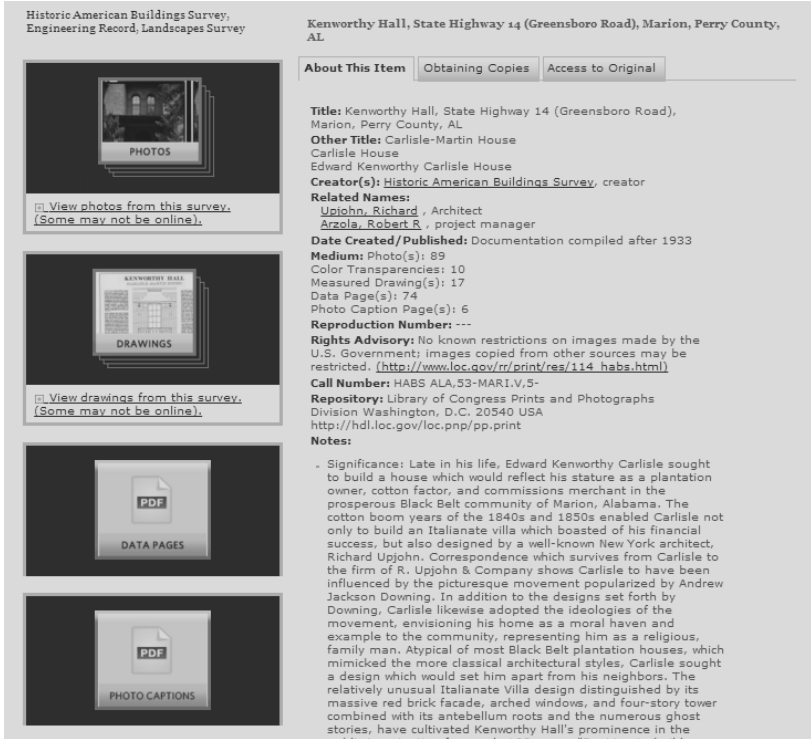 Historic American Buildings Survey,
Engineering Record, Landscapes Survey
PHOTOS
View photos from this survey.
(Some may not be online).
KENWORTHY HALL
DRAWINGS
View drawings from this survey.
(Some may not be online).
PDF
DATA PAGES
PDF
PHOTO CAPTIONS
Kenworthy Hall, State Highway 14 (Greensboro Road), Marion, Perry County,
AL
About This Item
Obtaining Copies
Access to Original
Title: Kenworthy Hall, State Highway 14 (Greensboro Road),
Marion, Perry County, AL
Other Title: Carlisle-Martin House
Carlisle House
Edward Kenworthy Carlisle House
Creator(s): Historic American Buildings Survey, creator
Related Names:
Upjohn, Richard , Architect
Arzola, Robert R , project manager
Date Created/Published: Documentation compiled after 1933
Medium: Photo(s): 89
Color Transparencies: 10
Measured Drawing(s): 17
Data Page(s): 74
Photo Caption Page(s): 6
Reproduction Number: ---
Rights Advisory: No known restrictions on images made by the
U.S. Government; images copied from other sources may be
restricted. (http://www.loc.gov/rr/print/res/114_habs.html)
Call Number: HABS ALA,53-MARI.V,5-
Repository: Library of Congress Prints and Photographs
Division Washington, D.C. 20540 USA
http://hdl.loc.gov/loc.pnp/pp.print
Notes:
Significance: Late in his life, Edward Kenworthy Carlisle sought
to build a house which would reflect his stature as a plantation
owner, cotton factor, and commissions merchant in the
prosperous Black Belt community of Marion, Alabama. The
cotton boom years of the 1840s and 1850s enabled Carlisle not
only to build an Italianate villa which boasted of his financial
success, but also designed by a well-known New York architect,
Richard Upjohn. Correspondence which survives from Carlisle to
the firm of R. Upjohn & Company shows Carlisle to have been
influenced by the picturesque movement popularized by Andrew
Jackson Downing. In addition to the designs set forth by
Downing, Carlisle likewise adopted the ideologies of the
movement, envisioning his home as a moral haven and
example to the community, representing him as a religious,
family man. Atypical of most Black Belt plantation houses, which
mimicked the more classical architectural styles, Carlisle sought
a design which would set him apart from his neighbors. The
relatively unusual Italianate Villa design distinguished by its
massive red brick facade, arched windows, and four-story tower
combined with its antebellum roots and the numerous ghost
stories, have cultivated Kenworthy Hall's prominence in the